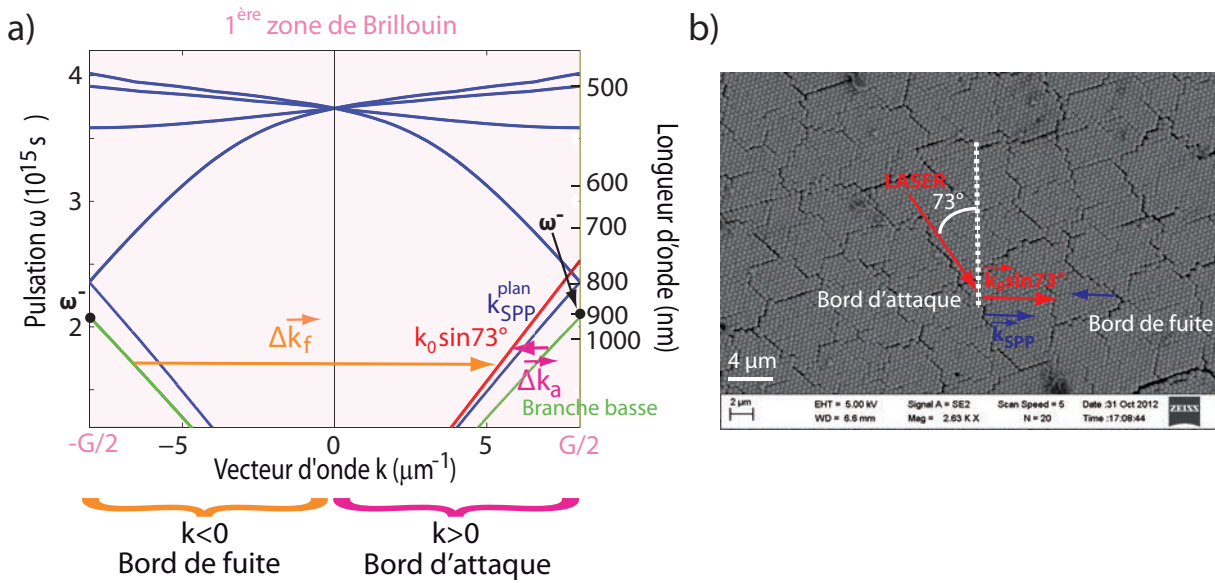 a)
1ère zone de Brillouin
Pulsation ω (10¹⁵ s )
4
3
2
ω⁻
500
600
700
800
900
1000
Longueur d'onde (nm)
ω⁻
k_SPP^plan
k₀sin73°
Δk_f
Δk_a
Branche basse
-G/2
−5
0
5
G/2
Vecteur d'onde k (μm⁻¹)
k<0
Bord de fuite
k>0
Bord d'attaque
b)
LASER
73°
k₀sin73°
Bord d'attaque
Bord de fuite
k_SPP
4 μm
2 µm
EHT = 5.00 kV
Signal A = SE2
Scan Speed = 5
Date :31 Oct 2012
ZEISS
WD = 6.6 mm
Mag = 2.63 K X
N = 20
Time :17:08:44